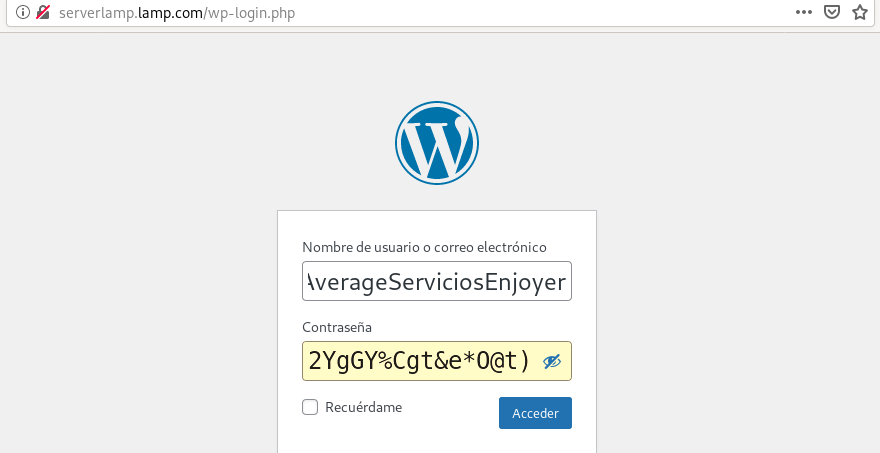 serverlamp.lamp.com/wp-login.php
Nombre de usuario o correo electrónico
AverageServiciosEnjoyer
Contraseña
2YgGY%Cgt&e*O@t)
Recuérdame
Acceder